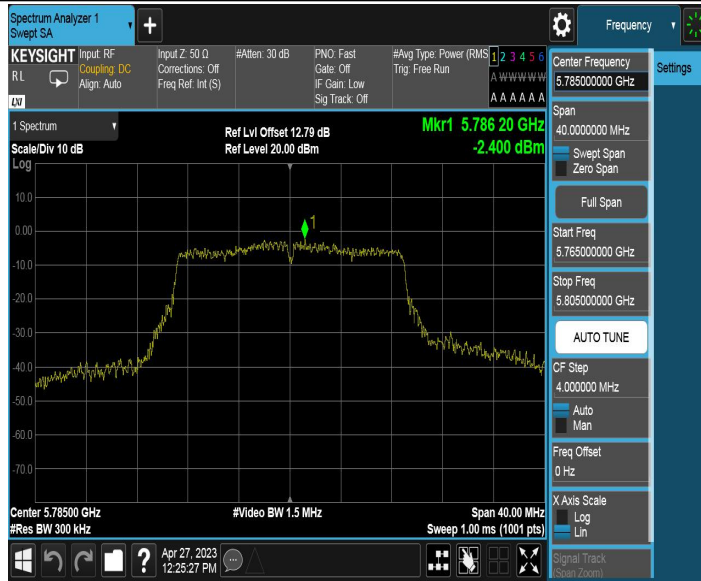 Spectrum Analyzer 1
Swept SA
Frequency
KEYSIGHT
RL
LXI
Input: RF
Coupling: DC
Align: Auto
Input Z: 50 Ω
Corrections: Off
Freq Ref: Int (S)
#Atten: 30 dB
PNO: Fast
Gate: Off
IF Gain: Low
Sig Track: Off
#Avg Type: Power (RMS
Trig: Free Run
1 2 3 4 5 6
A W W W W W
A A A A A A
1 Spectrum
Scale/Div 10 dB
Log
Ref Lvl Offset 12.79 dB
Ref Level 20.00 dBm
Mkr1 5.786 20 GHz
-2.400 dBm
1
10.0
0.00
-10.0
-20.0
-30.0
-40.0
-50.0
-60.0
-70.0
Center 5.78500 GHz
#Res BW 300 kHz
#Video BW 1.5 MHz
Span 40.00 MHz
Sweep 1.00 ms (1001 pts)
Center Frequency
5.785000000 GHz
Settings
Span
40.0000000 MHz
Swept Span
Zero Span
Full Span
Start Freq
5.765000000 GHz
Stop Freq
5.805000000 GHz
AUTO TUNE
CF Step
4.000000 MHz
Auto
Man
Freq Offset
0 Hz
X Axis Scale
Log
Lin
Signal Track
(Span Zoom)
?
Apr 27, 2023
12:25:27 PM